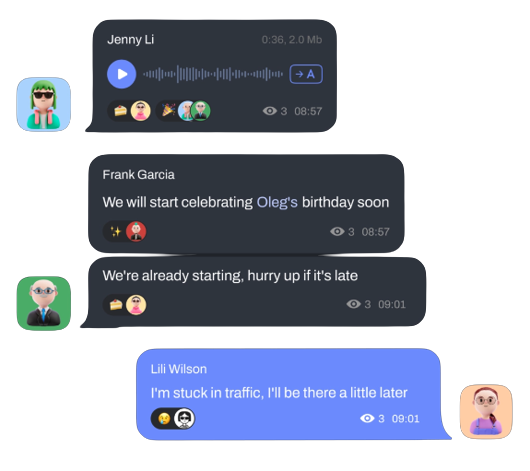 Jenny Li
0:36, 2.0 Mb
→ A
3 08:57
Frank Garcia
We will start celebrating Oleg's birthday soon
3 08:57
We're already starting, hurry up if it's late
3 09:01
Lili Wilson
I'm stuck in traffic, I'll be there a little later
3 09:01